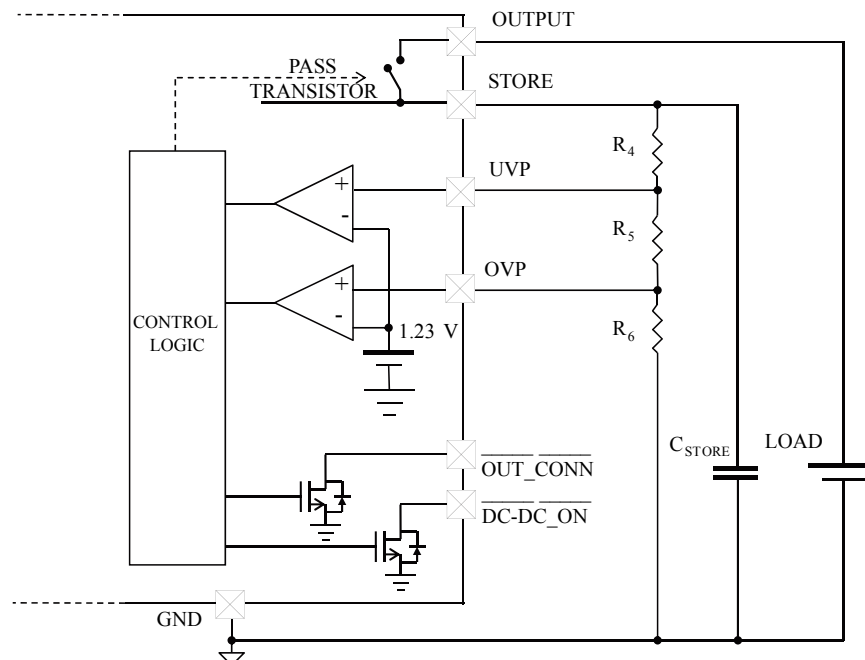 OUTPUT
PASS
TRANSISTOR
STORE
R4
UVP
+
-
R5
OVP
+
-
CONTROL
LOGIC
1.23 V
R6
CSTORE
LOAD
OUT_CONN
DC-DC_ON
GND